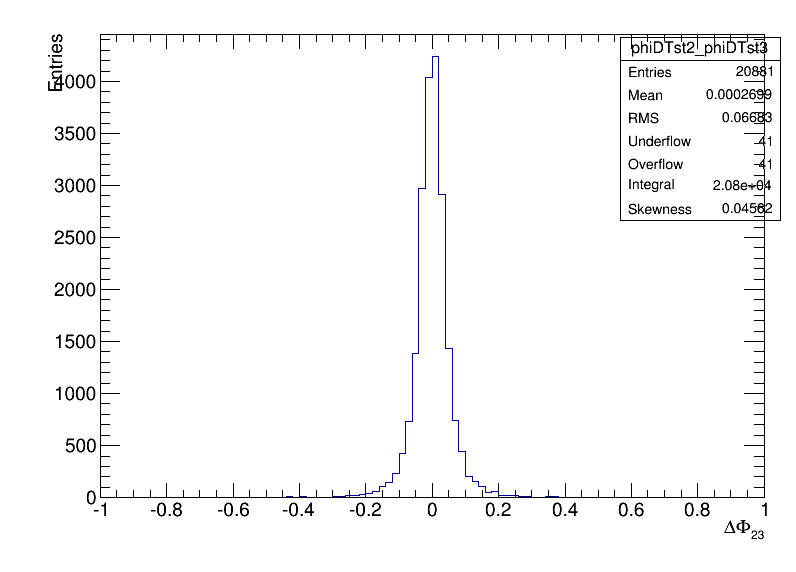 Entries
phiDTst2_phiDTst3
Entries 20881
Mean 0.0002699
RMS 0.06683
Underflow 41
Overflow 41
Integral 2.08e+04
Skewness 0.04562
4000
3500
3000
2500
2000
1500
1000
500
0
-1 -0.8 -0.6 -0.4 -0.2 0 0.2 0.4 0.6 0.8 1
ΔΦ23